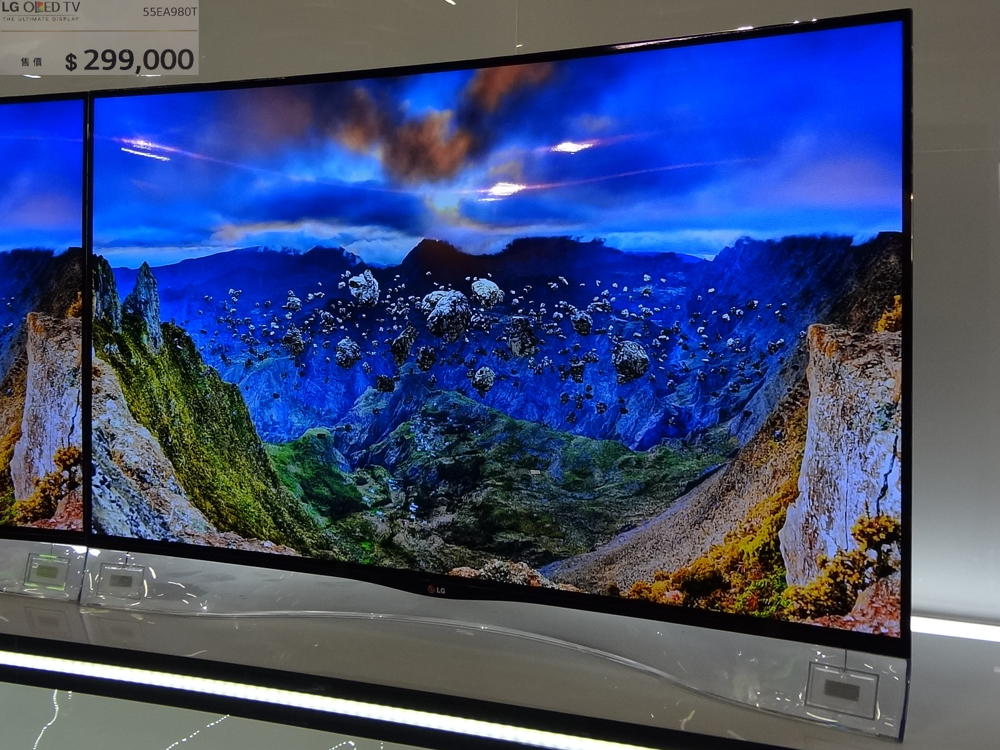 LG OLED TV
THE ULTIMATE DISPLAY
55EA980T
售價 $299,000
LG